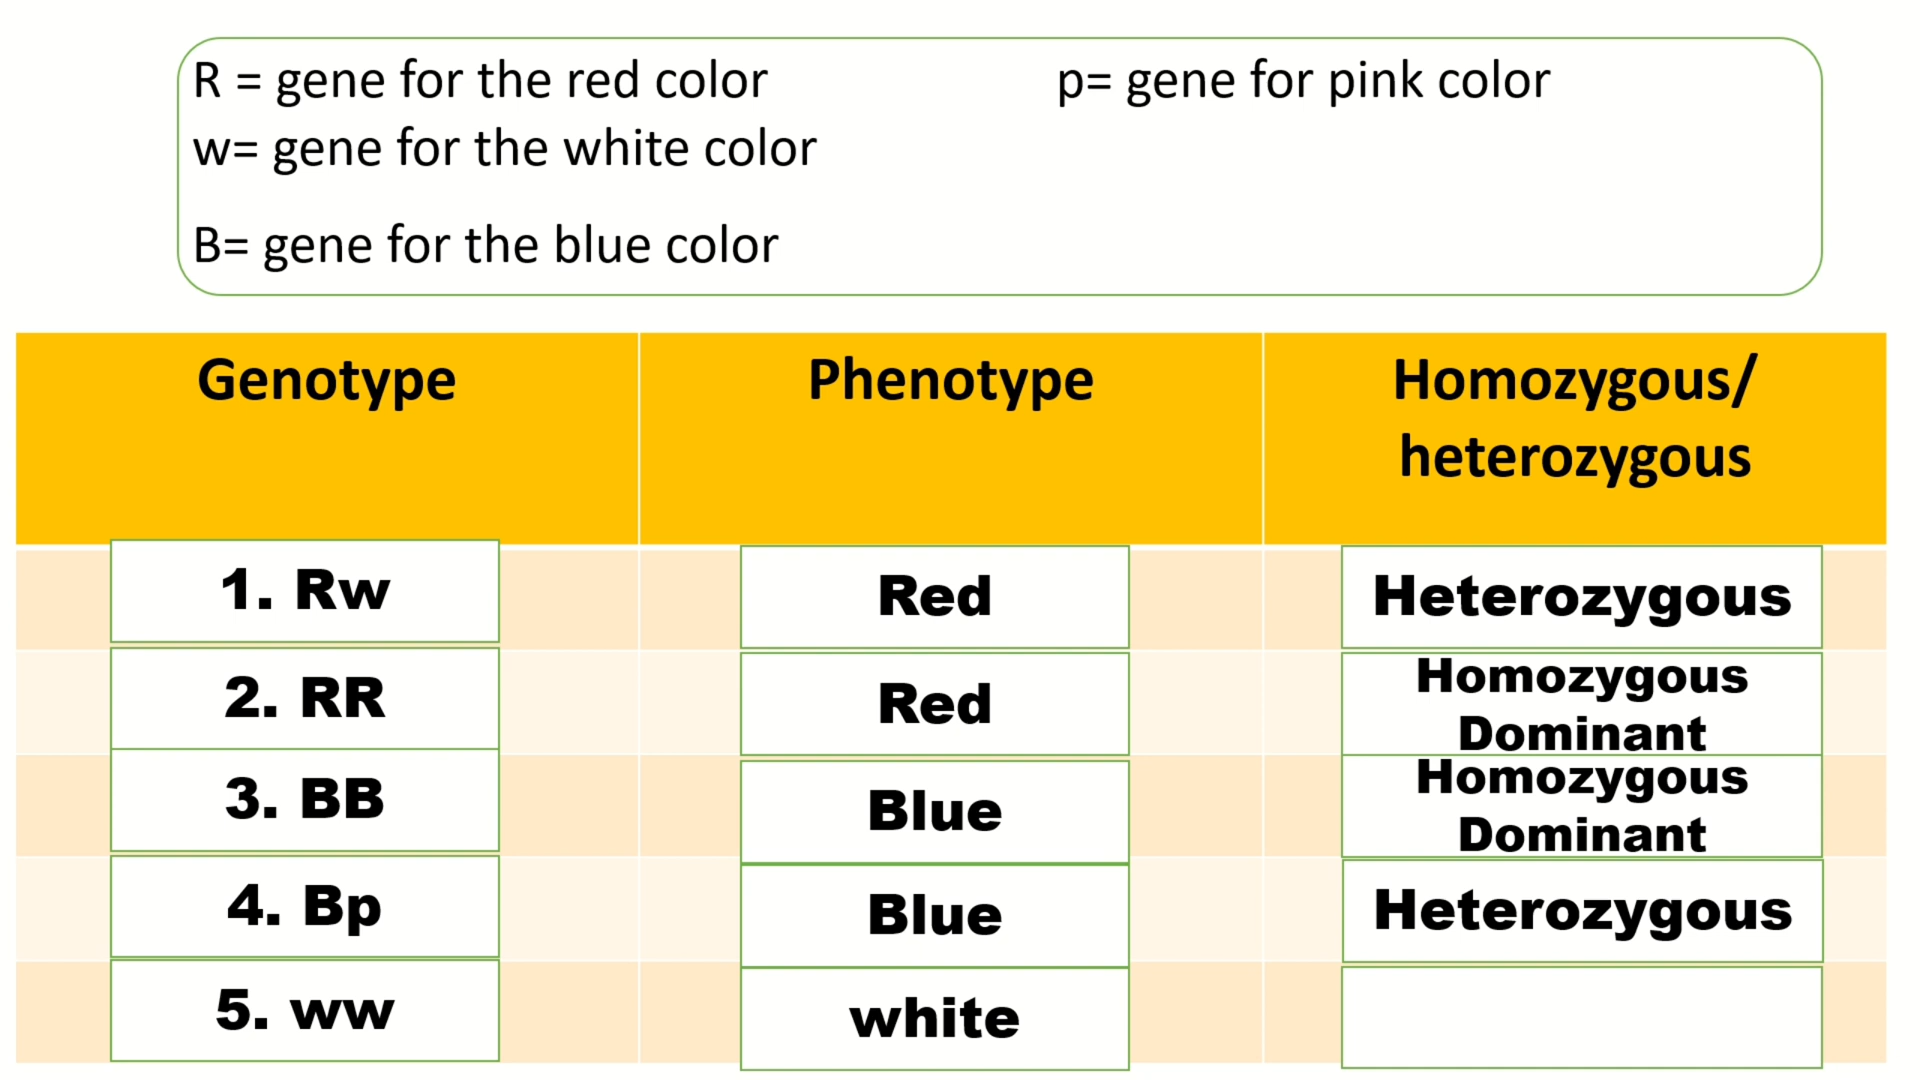 R = gene for the red color
p= gene for pink color
w= gene for the white color
B= gene for the blue color
Genotype
Phenotype
Homozygous/
heterozygous
1. Rw
Red
Heterozygous
2. RR
Red
Homozygous
Dominant
3. BB
Blue
Homozygous
Dominant
4. Bp
Blue
Heterozygous
5. ww
white